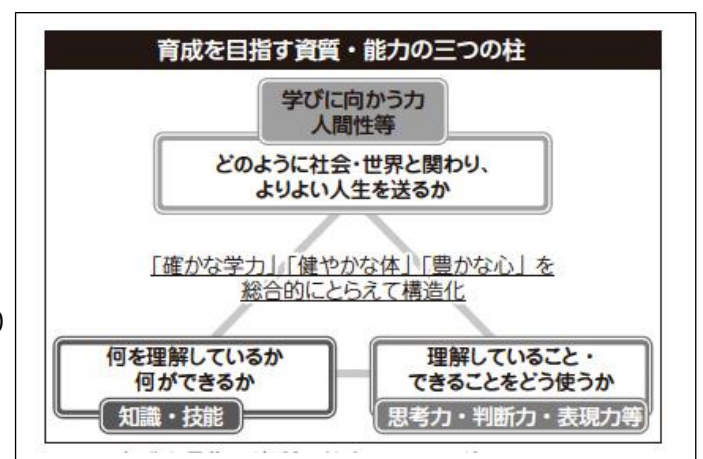 育成を目指す資質・能力の三つの柱
学びに向かう力
人間性等
どのように社会・世界と関わり、
よりよい人生を送るか
「確かな学力」「健やかな体」「豊かな心」を
総合的にとらえて構造化
何を理解しているか
何ができるか
知識・技能
理解していること・
できることをどう使うか
思考力・判断力・表現力等